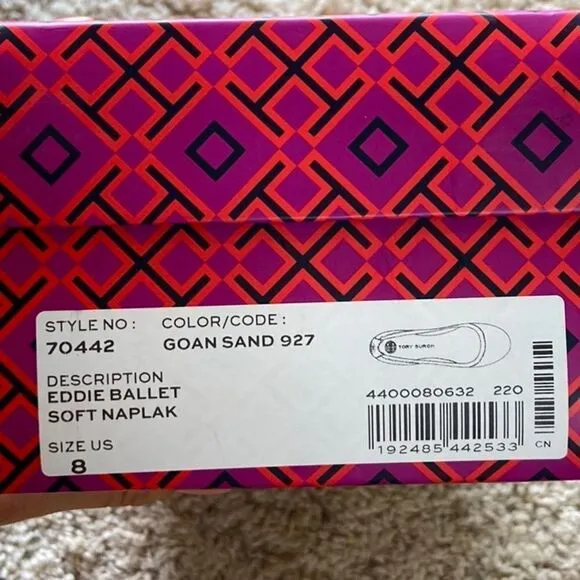 STYLE NO : COLOR/CODE :
70442 GOAN SAND 927
TORY BURCH
DESCRIPTION
EDDIE BALLET
SOFT NAPLAK
4400080632 220
SIZE US
8
192485 442533
CN